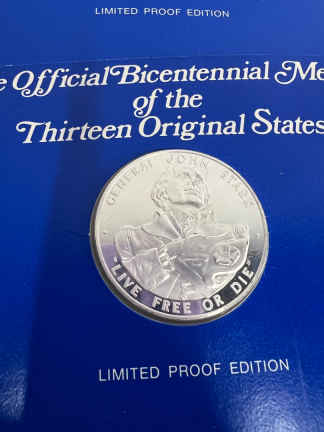 LIMITED PROOF EDITION
Official Bicentennial Me
of the
Thirteen Original States
GENERAL JOHN STARK
"LIVE FREE OR DIE"
LIMITED PROOF EDITION